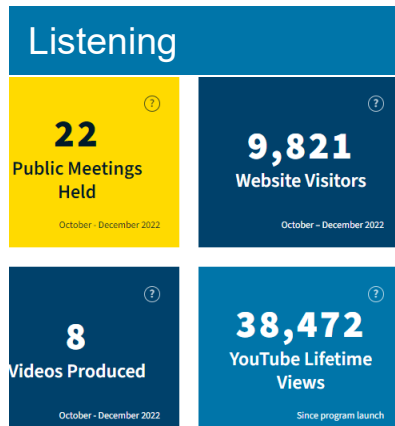 Listening
?
22
Public Meetings
Held
October - December 2022
?
9,821
Website Visitors
October – December 2022
?
8
Videos Produced
October - December 2022
?
38,472
YouTube Lifetime
Views
Since program launch